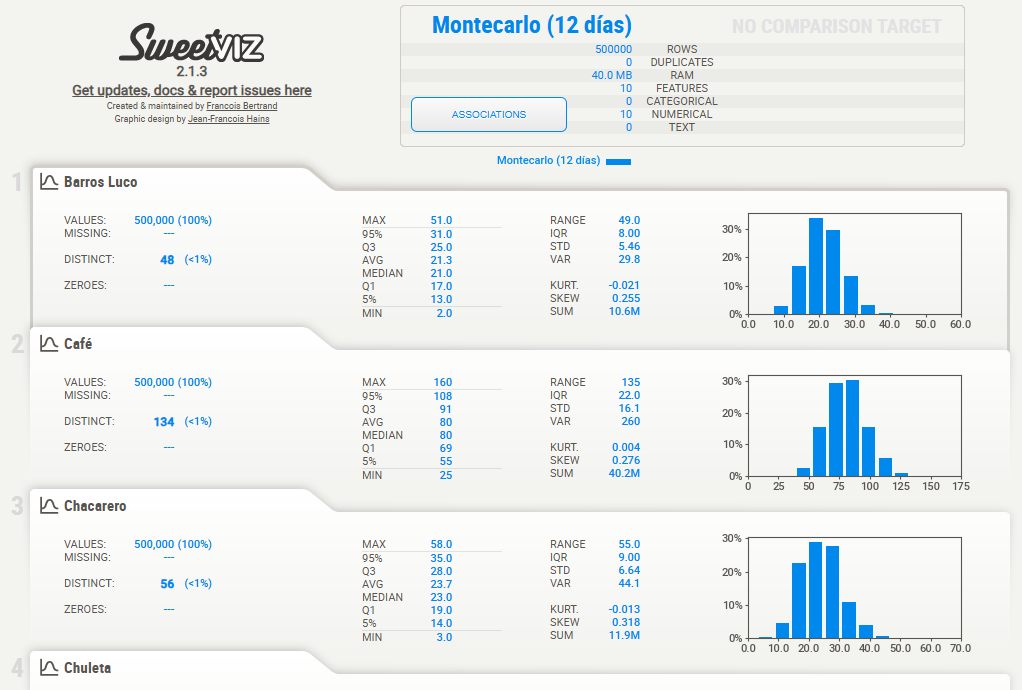 SweetVIZ
2.1.3
Get updates, docs & report issues here
Created & maintained by Francois Bertrand
Graphic design by Jean-Francois Hains
Montecarlo (12 días)
NO COMPARISON TARGET
500000 ROWS
0 DUPLICATES
40.0 MB RAM
10 FEATURES
0 CATEGORICAL
10 NUMERICAL
0 TEXT
ASSOCIATIONS
Montecarlo (12 días)
1 Barros Luco
VALUES: 500,000 (100%)
MISSING: ---
DISTINCT: 48 (<1%)
ZEROES: ---
MAX 51.0
95% 31.0
Q3 25.0
AVG 21.3
MEDIAN 21.0
Q1 17.0
5% 13.0
MIN 2.0
RANGE 49.0
IQR 8.00
STD 5.46
VAR 29.8
KURT. -0.021
SKEW 0.255
SUM 10.6M
30%
20%
10%
0%
0.0 10.0 20.0 30.0 40.0 50.0 60.0
2 Café
VALUES: 500,000 (100%)
MISSING: ---
DISTINCT: 134 (<1%)
ZEROES: ---
MAX 160
95% 108
Q3 91
AVG 80
MEDIAN 80
Q1 69
5% 55
MIN 25
RANGE 135
IQR 22.0
STD 16.1
VAR 260
KURT. 0.004
SKEW 0.276
SUM 40.2M
30%
20%
10%
0%
0 25 50 75 100 125 150 175
3 Chacarero
VALUES: 500,000 (100%)
MISSING: ---
DISTINCT: 56 (<1%)
ZEROES: ---
MAX 58.0
95% 35.0
Q3 28.0
AVG 23.7
MEDIAN 23.0
Q1 19.0
5% 14.0
MIN 3.0
RANGE 55.0
IQR 9.00
STD 6.64
VAR 44.1
KURT. -0.013
SKEW 0.318
SUM 11.9M
30%
20%
10%
0%
0.0 10.0 20.0 30.0 40.0 50.0 60.0 70.0
4 Chuleta